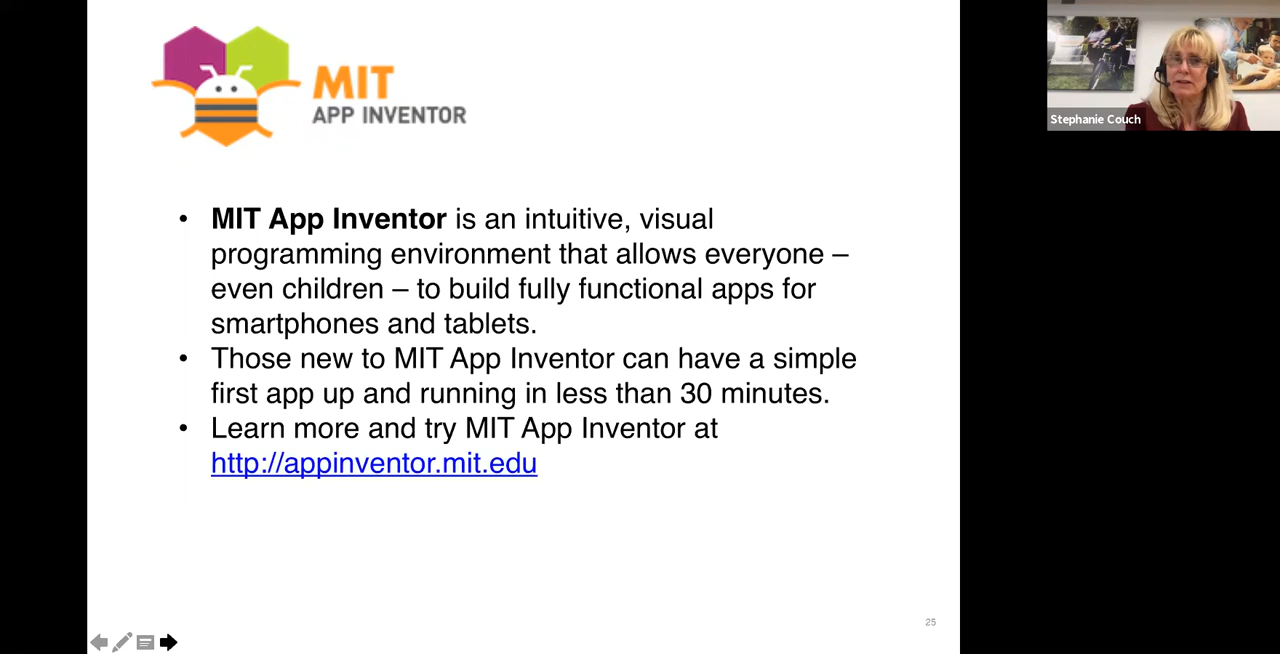 MIT
APP INVENTOR
Stephanie Couch
• MIT App Inventor is an intuitive, visual
programming environment that allows everyone –
even children – to build fully functional apps for
smartphones and tablets.
• Those new to MIT App Inventor can have a simple
first app up and running in less than 30 minutes.
• Learn more and try MIT App Inventor at
http://appinventor.mit.edu
25